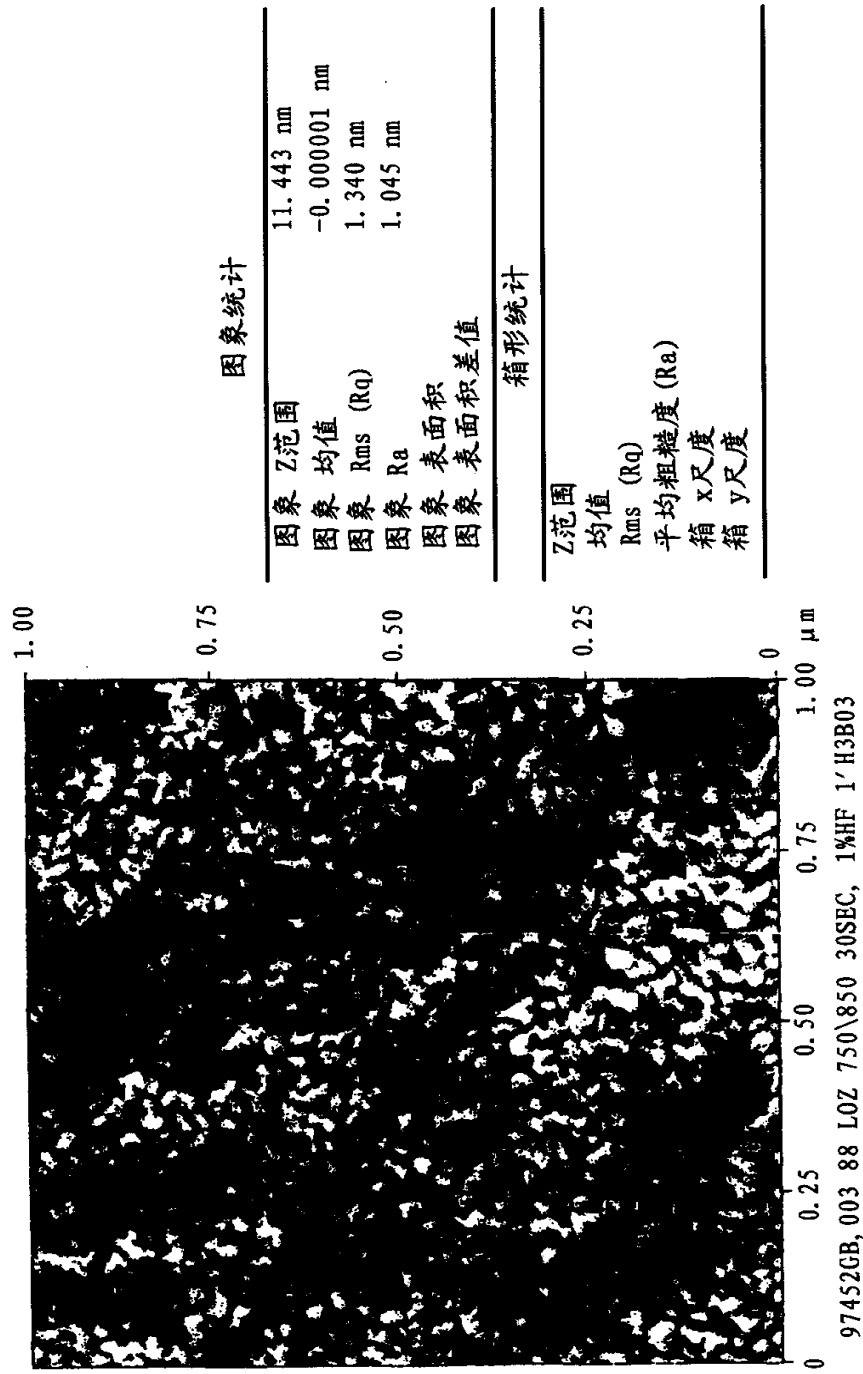 图象统计
图象 Z范围 11.443 nm
图象 均值 -0.000001 nm
图象 Rms (Rq) 1.340 nm
图象 Ra 1.045 nm
图象 表面积
图象 表面积差值
箱形统计
Z范围
均值
Rms (Rq)
平均粗糙度(Ra)
箱 x尺度
箱 y尺度
1.00
0.75
0.50
0.25
0
0 0.25 0.50 0.75 1.00 μm
97452GB,003 88 LOZ 750\850 30SEC, 1%HF 1' H3B03